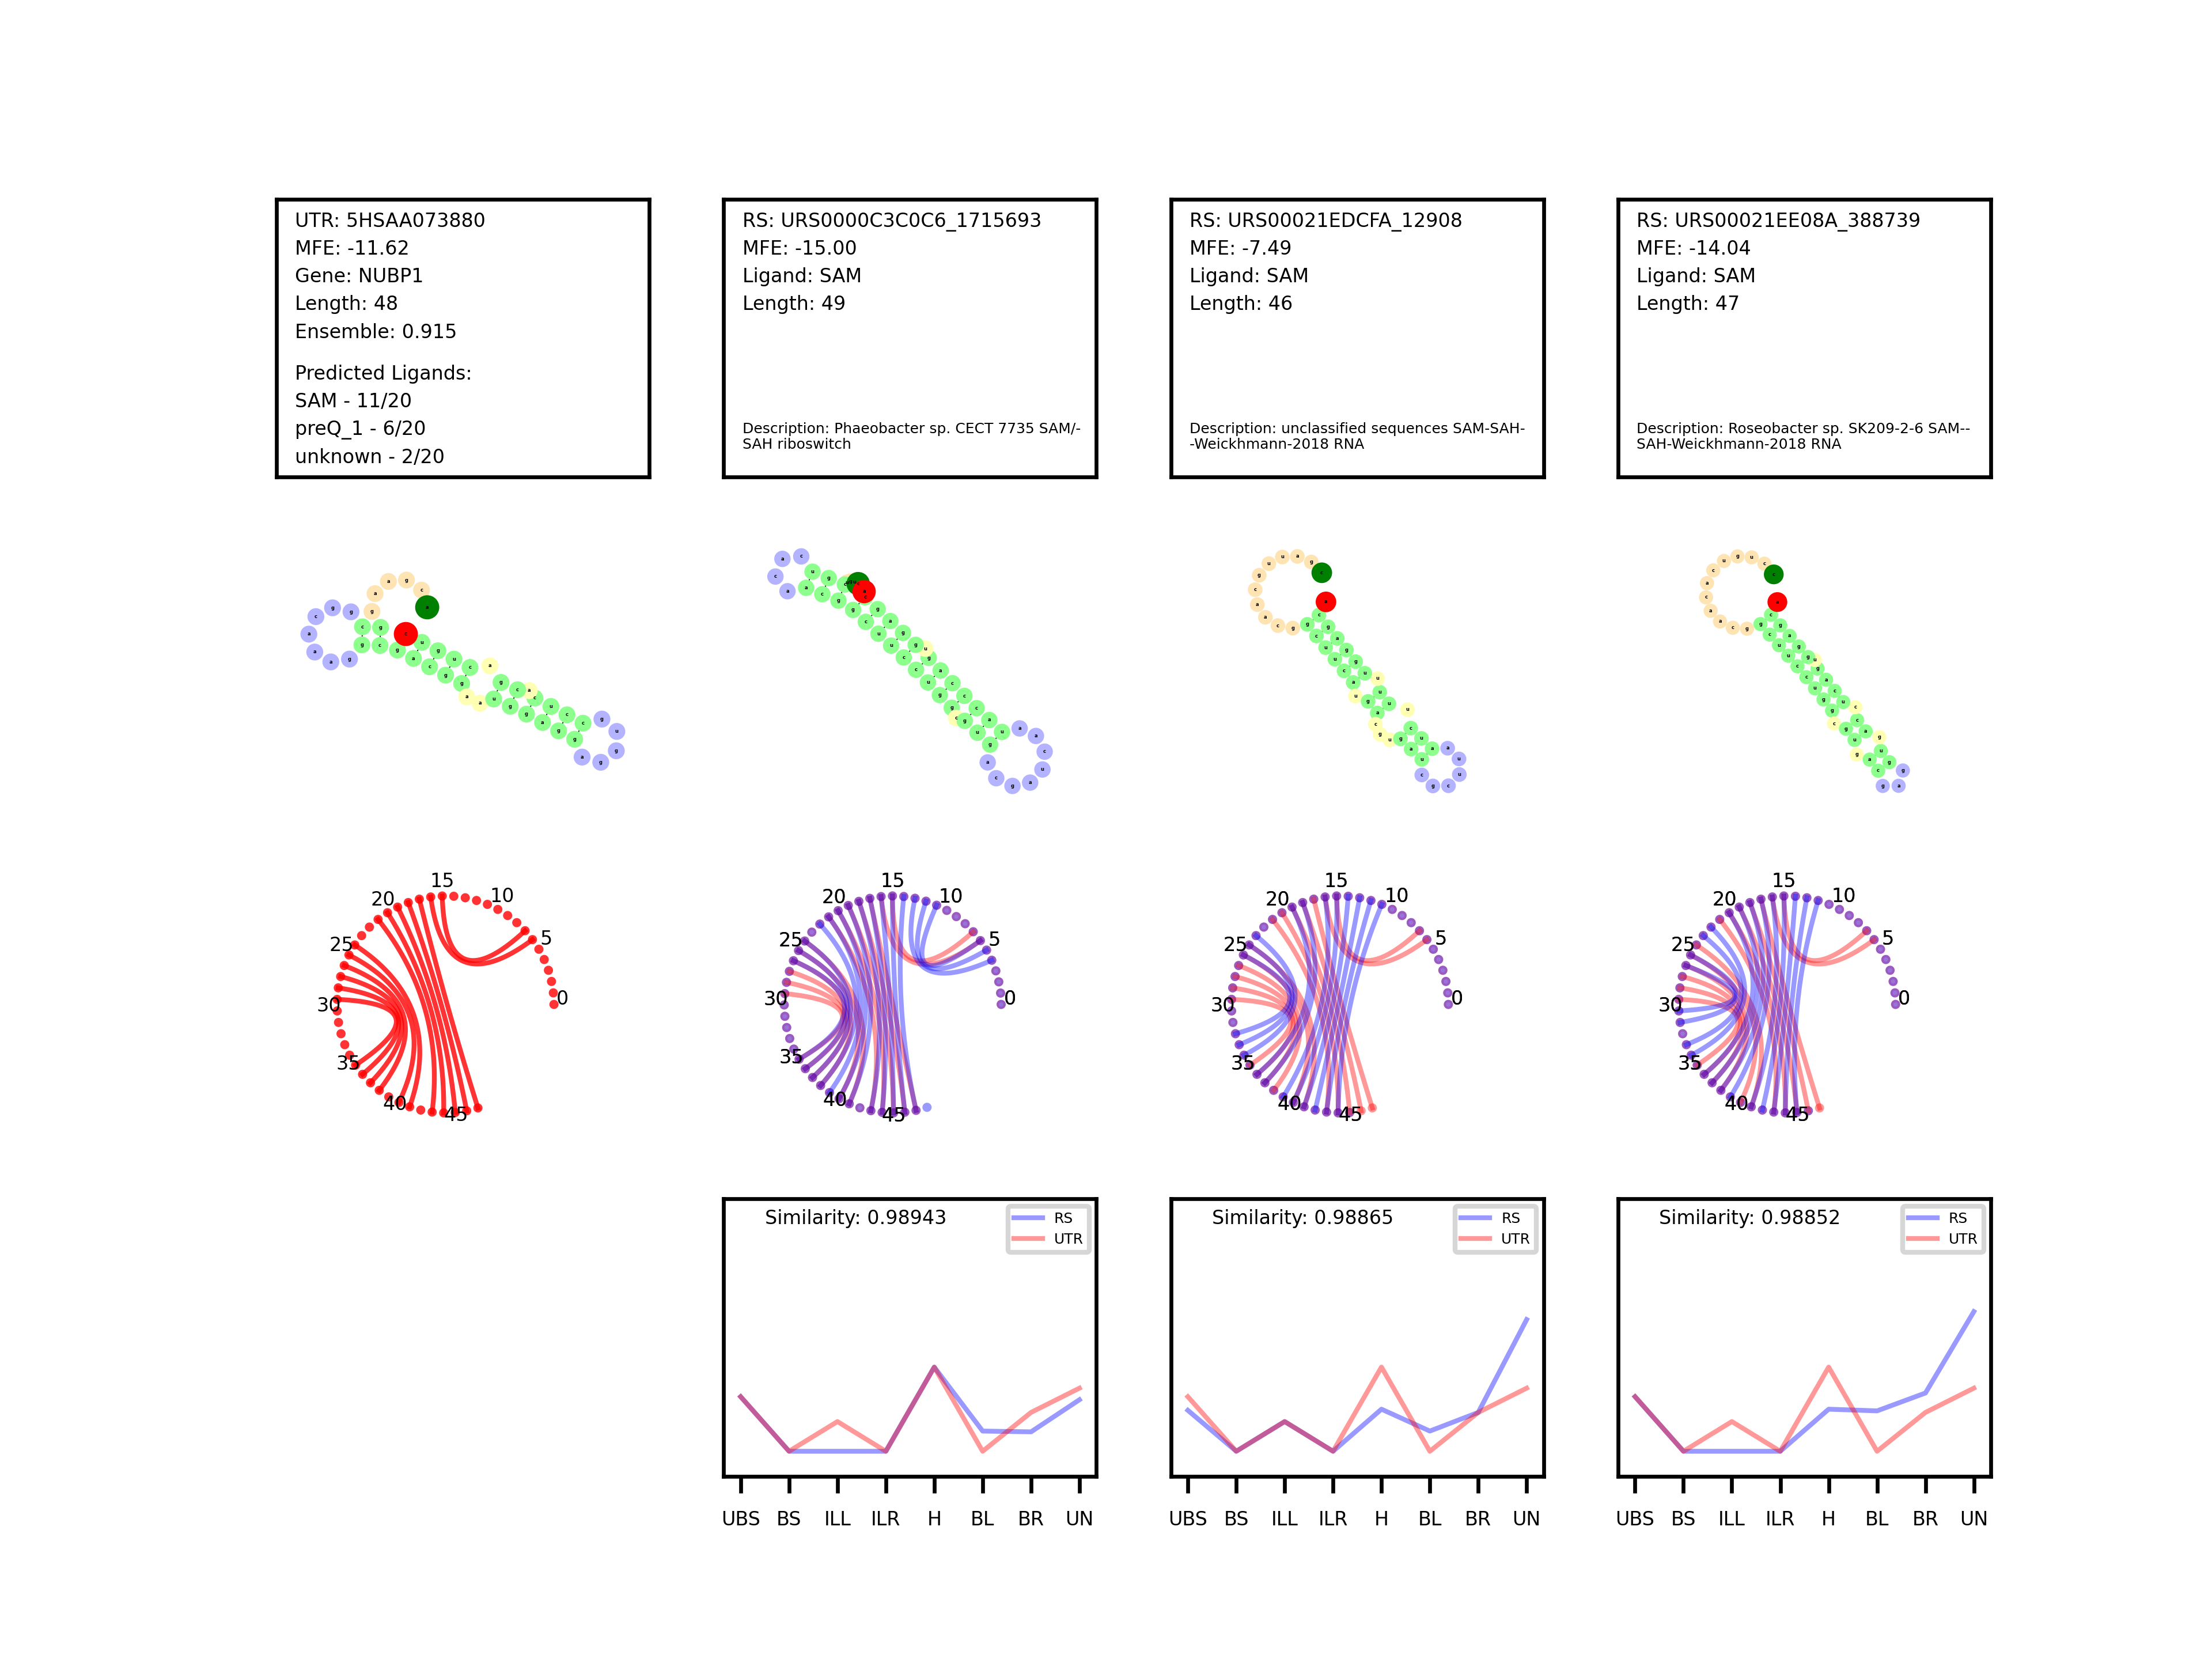 UTR: 5HSAA073880
MFE: -11.62
Gene: NUBP1
Length: 48
Ensemble: 0.915
Predicted Ligands:
SAM - 11/20
preQ_1 - 6/20
unknown - 2/20
RS: URS0000C3C0C6_1715693
MFE: -15.00
Ligand: SAM
Length: 49
Description: Phaeobacter sp. CECT 7735 SAM/-
SAH riboswitch
RS: URS00021EDCFA_12908
MFE: -7.49
Ligand: SAM
Length: 46
Description: unclassified sequences SAM-SAH-
-Weickhmann-2018 RNA
RS: URS00021EE08A_388739
MFE: -14.04
Ligand: SAM
Length: 47
Description: Roseobacter sp. SK209-2-6 SAM--
SAH-Weickhmann-2018 RNA
0
5
10
15
20
25
30
35
40
45
0
5
10
15
20
25
30
35
40
45
0
5
10
15
20
25
30
35
40
45
0
5
10
15
20
25
30
35
40
45
Similarity: 0.98943
RS
UTR
UBS BS ILL ILR H BL BR UN
Similarity: 0.98865
RS
UTR
UBS BS ILL ILR H BL BR UN
Similarity: 0.98852
RS
UTR
UBS BS ILL ILR H BL BR UN